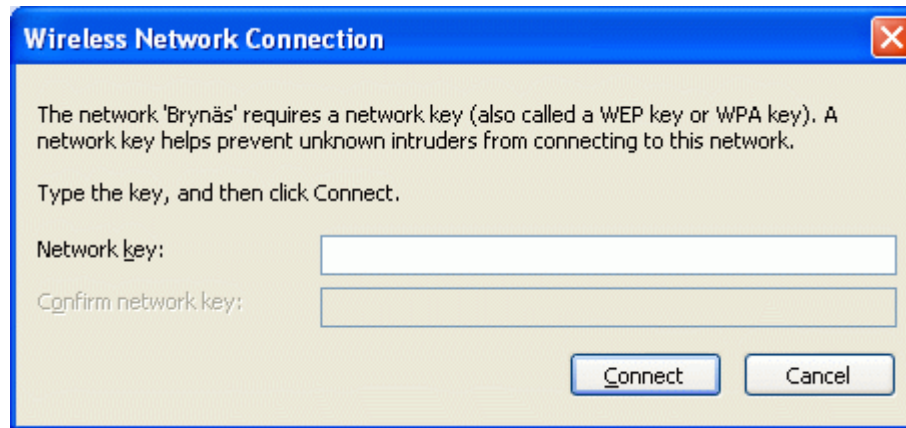 Wireless Network Connection
The network 'Brynäs' requires a network key (also called a WEP key or WPA key). A
network key helps prevent unknown intruders from connecting to this network.
Type the key, and then click Connect.
Network key:
Confirm network key:
Connect Cancel